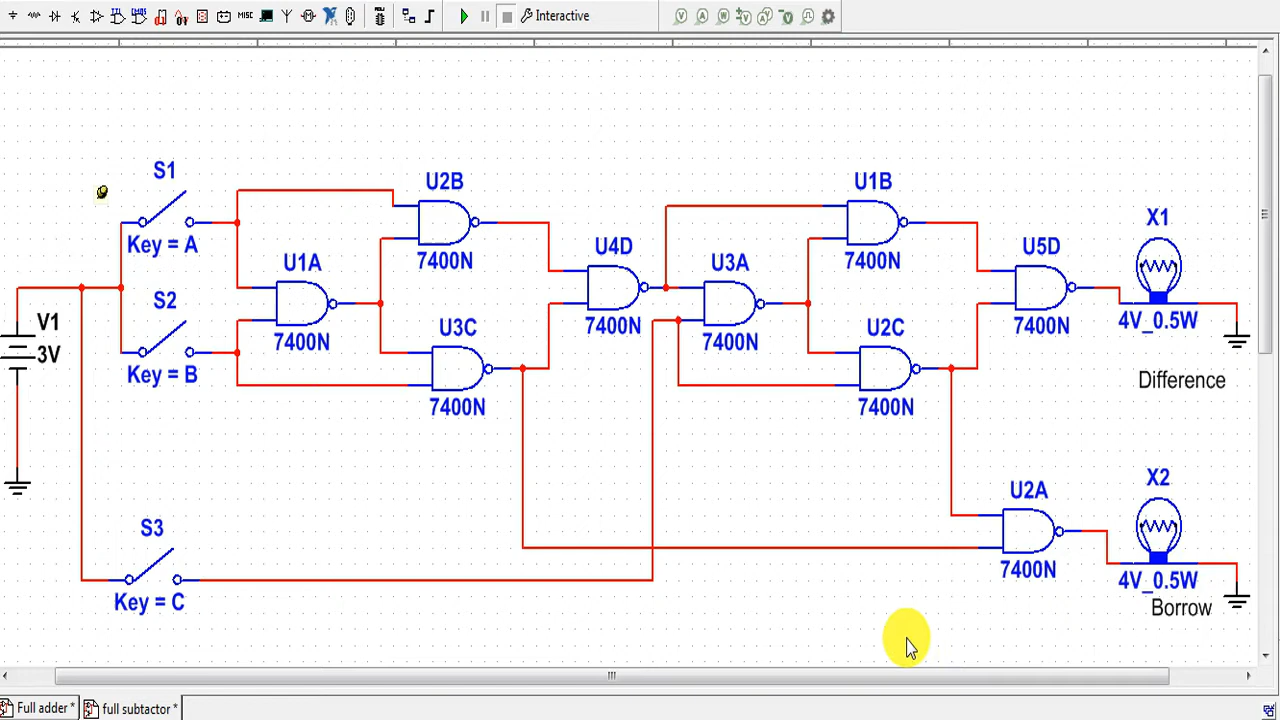 MISC
Interactive
S1
Key = A
S2
Key = B
V1
3V
U1A
7400N
U2B
7400N
U3C
7400N
U4D
7400N
U3A
7400N
U1B
7400N
U2C
7400N
U5D
7400N
X1
4V_0.5W
Difference
S3
Key = C
U2A
7400N
X2
4V_0.5W
Borrow
Full adder *
full subtactor *